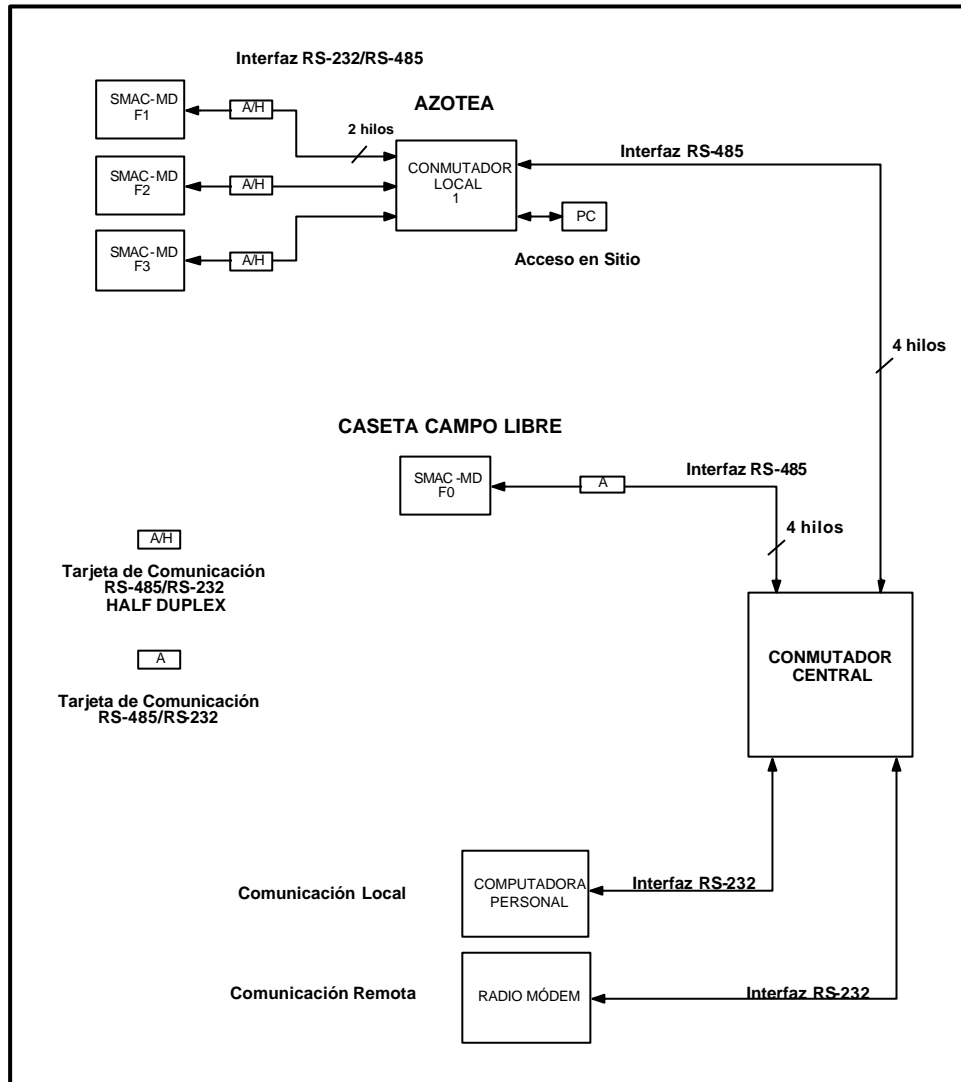 Interfaz RS-232/RS-485
SMAC-MD
F1
A/H
AZOTEA
2 hilos
Interfaz RS-485
SMAC-MD
F2
A/H
CONMUTADOR
LOCAL
1
PC
SMAC-MD
F3
A/H
Acceso en Sitio
4 hilos
CASETA CAMPO LIBRE
SMAC-MD
F0
A
Interfaz RS-485
4 hilos
A/H
Tarjeta de Comunicación
RS-485/RS-232
HALF DUPLEX
A
Tarjeta de Comunicación
RS-485/RS-232
CONMUTADOR
CENTRAL
Comunicación Local
COMPUTADORA
PERSONAL
Interfaz RS-232
Comunicación Remota
RADIO MÓDEM
Interfaz RS-232